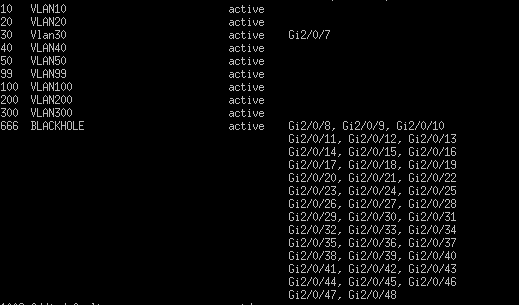 10 VLAN10 active
20 VLAN20 active
30 Vlan30 active Gi2/0/7
40 VLAN40 active
50 VLAN50 active
99 VLAN99 active
100 VLAN100 active
200 VLAN200 active
300 VLAN300 active
666 BLACKHOLE active Gi2/0/8, Gi2/0/9, Gi2/0/10
Gi2/0/11, Gi2/0/12, Gi2/0/13
Gi2/0/14, Gi2/0/15, Gi2/0/16
Gi2/0/17, Gi2/0/18, Gi2/0/19
Gi2/0/20, Gi2/0/21, Gi2/0/22
Gi2/0/23, Gi2/0/24, Gi2/0/25
Gi2/0/26, Gi2/0/27, Gi2/0/28
Gi2/0/29, Gi2/0/30, Gi2/0/31
Gi2/0/32, Gi2/0/33, Gi2/0/34
Gi2/0/35, Gi2/0/36, Gi2/0/37
Gi2/0/38, Gi2/0/39, Gi2/0/40
Gi2/0/41, Gi2/0/42, Gi2/0/43
Gi2/0/44, Gi2/0/45, Gi2/0/46
Gi2/0/47, Gi2/0/48